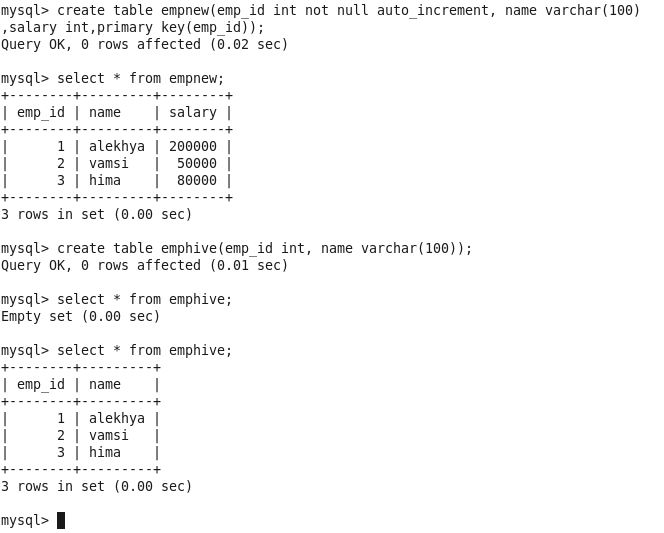 mysql> create table empnew(emp_id int not null auto_increment, name varchar(100)
,salary int,primary key(emp_id));
Query OK, 0 rows affected (0.02 sec)
mysql> select * from empnew;
+--------+---------+--------+
| emp_id | name    | salary |
+--------+---------+--------+
|      1 | alekhya | 200000 |
|      2 | vamsi   |  50000 |
|      3 | hima    |  80000 |
+--------+---------+--------+
3 rows in set (0.00 sec)
mysql> create table emphive(emp_id int, name varchar(100));
Query OK, 0 rows affected (0.01 sec)
mysql> select * from emphive;
Empty set (0.00 sec)
mysql> select * from emphive;
+--------+---------+
| emp_id | name    |
+--------+---------+
|      1 | alekhya |
|      2 | vamsi   |
|      3 | hima    |
+--------+---------+
3 rows in set (0.00 sec)
mysql>